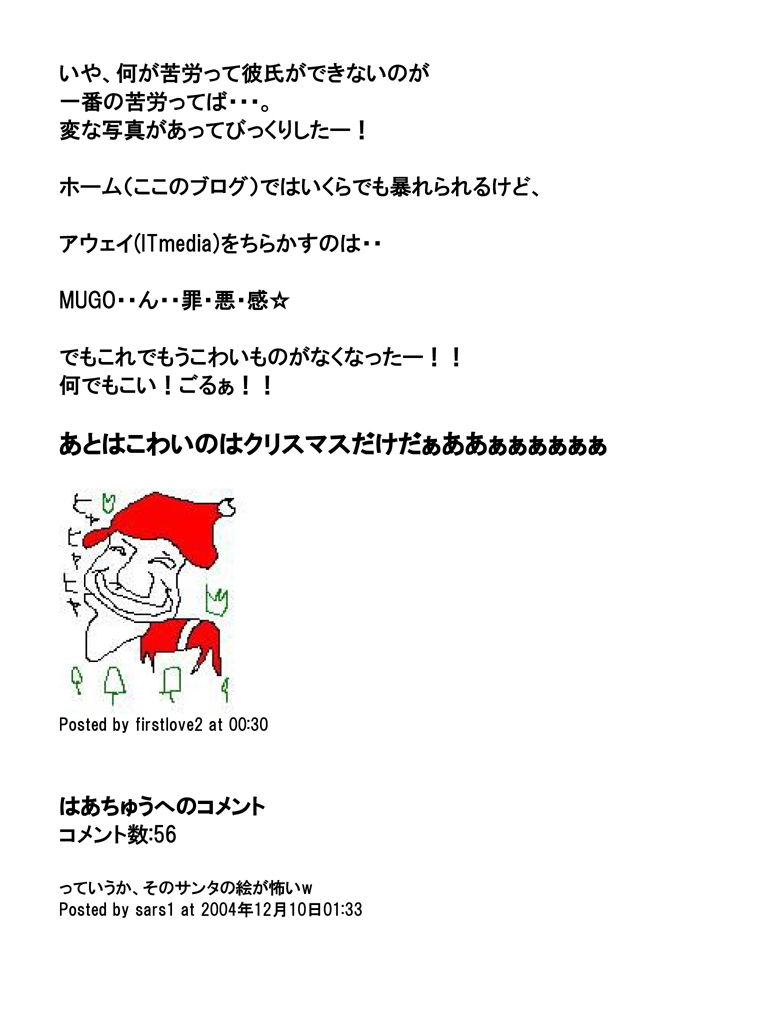 いや、何が苦労って彼氏ができないのが
一番の苦労ってば・・・。
変な写真があってびっくりしたー！
ホーム（ここのブログ）ではいくらでも暴れられるけど、
アウェイ(ITmedia)をちらかすのは・・
MUGO・・ん・・罪・悪・感☆
でもこれでもうこわいものがなくなったー！！
何でもこい！ごるぁ！！
あとはこわいのはクリスマスだけだぁああぁぁぁぁぁぁ
ヒャ
ヒャ
ヒャ
Posted by firstlove2 at 00:30
はあちゅうへのコメント
コメント数:56
っていうか、そのサンタの絵が怖いw
Posted by sars1 at 2004年12月10日01:33